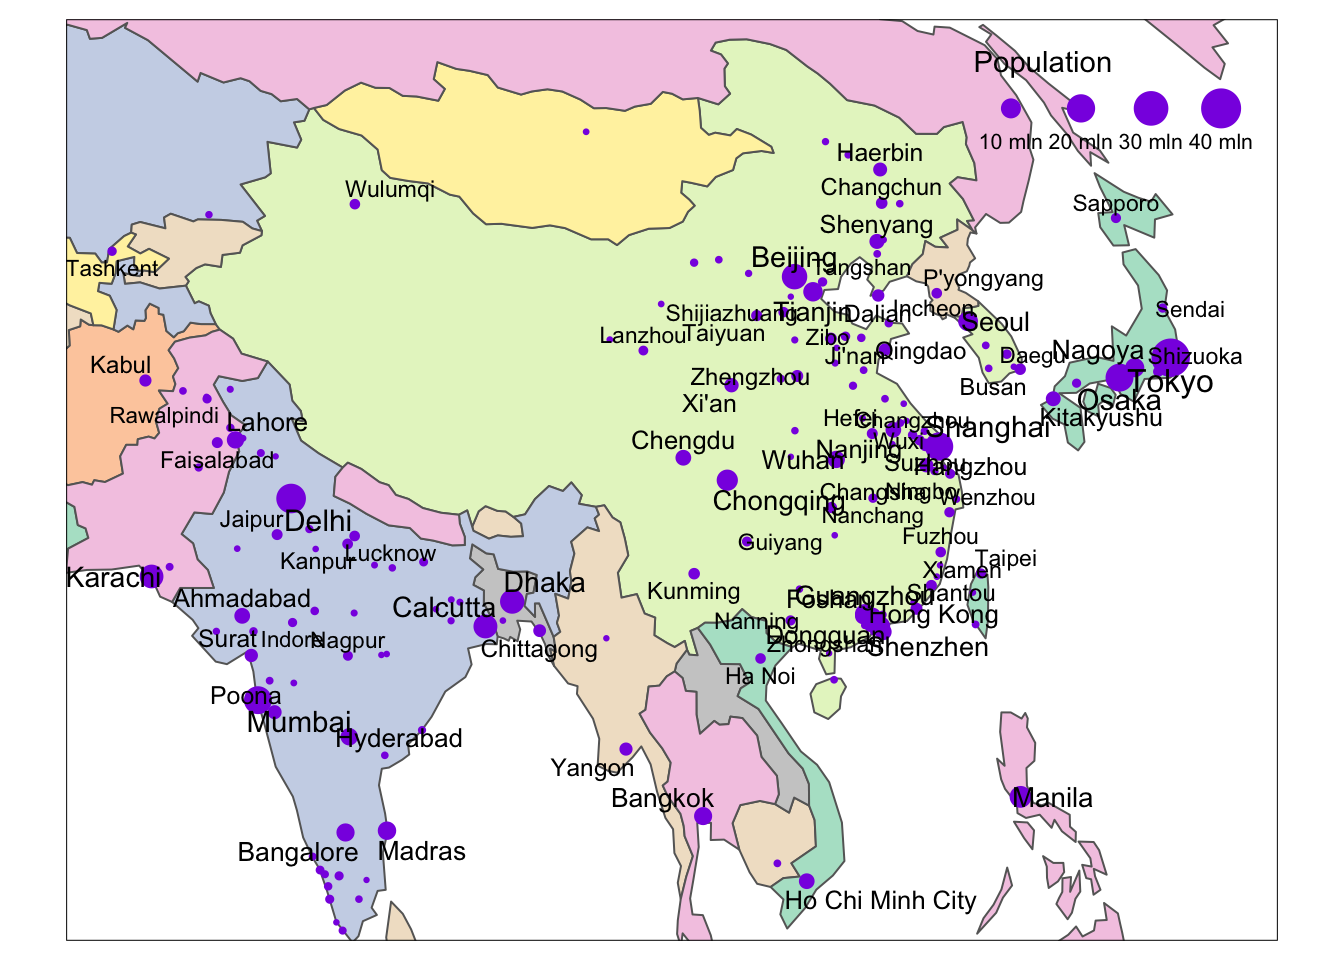 Population
10 mln 20 mln 30 mln 40 mln
Haerbin
Changchun
Wulumqi
Sapporo
Shenyang
Beijing
Tangshan
Tashkent
P'yongyang
Shijiazhuang
Tianjin
Dalian
Incheon
Seoul
Sendai
Lanzhou
Taiyuan
Zibo
Ji'nan
Qingdao
Daegu
Nagoya
Shizuoka
Kabul
Zhengzhou
Busan
Tokyo
Osaka
Xi'an
Kitakyushu
Rawalpindi
Lahore
Hefei
Changzhou
Shanghai
Chengdu
Wuhan
Nanjing
Wuxi
Suzhou
Hangzhou
Faisalabad
Chongqing
Changsha
Ningbo
Wenzhou
Nanchang
Jaipur
Delhi
Guiyang
Fuzhou
Kanpur
Lucknow
Taipei
Xiamen
Karachi
Dhaka
Kunming
Shantou
Ahmadabad
Calcutta
Foshan
Guangzhou
Hong Kong
Nanning
Dongguan
Surat
Indore
Nagpur
Chittagong
Zhongshan
Shenzhen
Ha Noi
Poona
Mumbai
Hyderabad
Yangon
Bangkok
Manila
Bangalore
Madras
Ho Chi Minh City